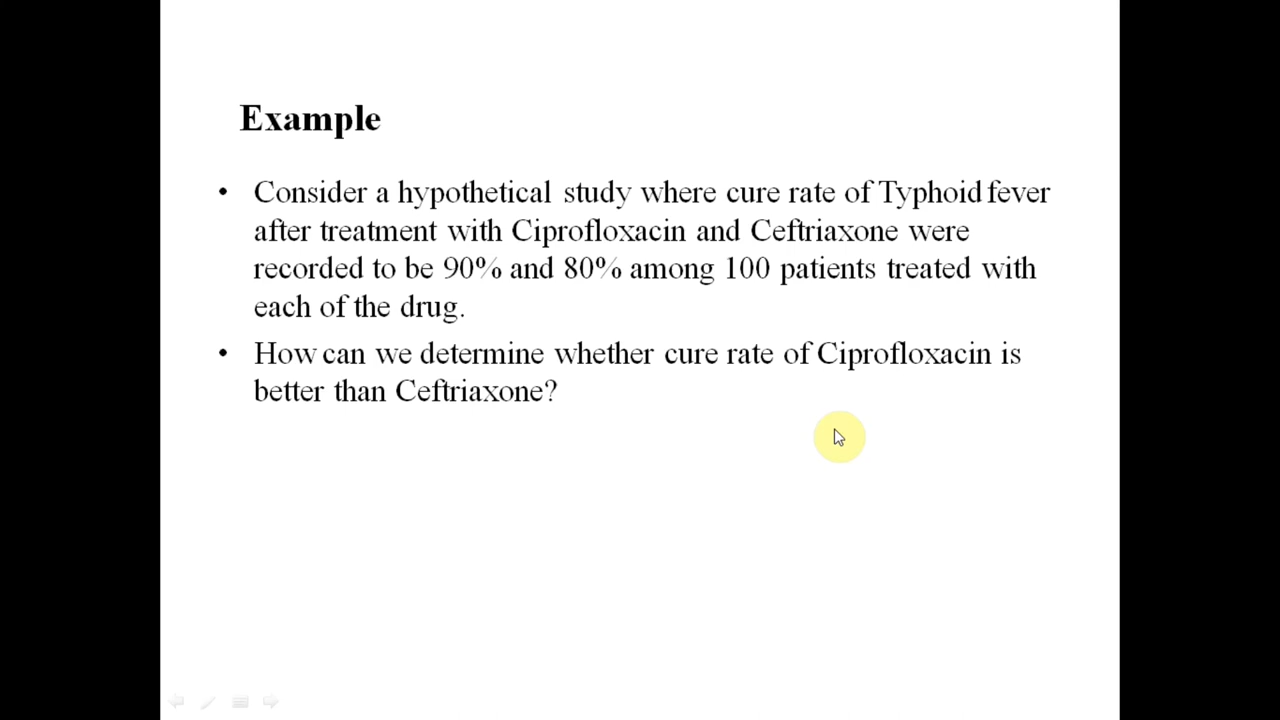 Example
• Consider a hypothetical study where cure rate of Typhoid fever
after treatment with Ciprofloxacin and Ceftriaxone were
recorded to be 90% and 80% among 100 patients treated with
each of the drug.
• How can we determine whether cure rate of Ciprofloxacin is
better than Ceftriaxone?